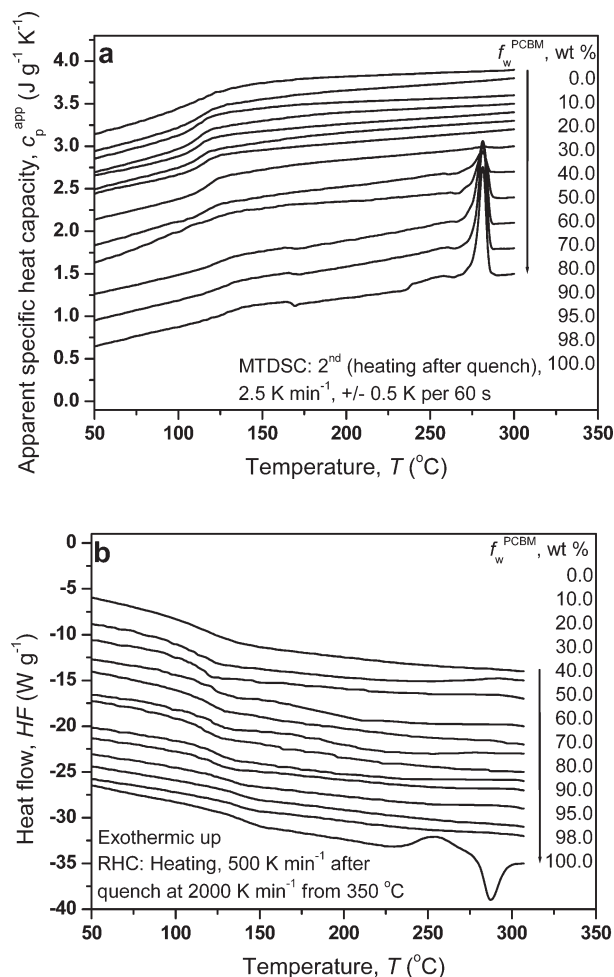 a
f_w^PCBM, wt %
0.0
10.0
20.0
30.0
40.0
50.0
60.0
70.0
80.0
90.0
95.0
98.0
100.0
Apparent specific heat capacity, c_p^app (J g⁻¹ K⁻¹)
4.0
3.5
3.0
2.5
2.0
1.5
1.0
0.5
0.0
MTDSC: 2nd (heating after quench),
2.5 K min⁻¹, +/- 0.5 K per 60 s
50 100 150 200 250 300 350
Temperature, T (°C)
b
f_w^PCBM, wt %
0.0
10.0
20.0
30.0
40.0
50.0
60.0
70.0
80.0
90.0
95.0
98.0
100.0
Heat flow, HF (W g⁻¹)
0
-5
-10
-15
-20
-25
-30
-35
-40
Exothermic up
RHC: Heating, 500 K min⁻¹ after
quench at 2000 K min⁻¹ from 350 °C
50 100 150 200 250 300 350
Temperature, T (°C)